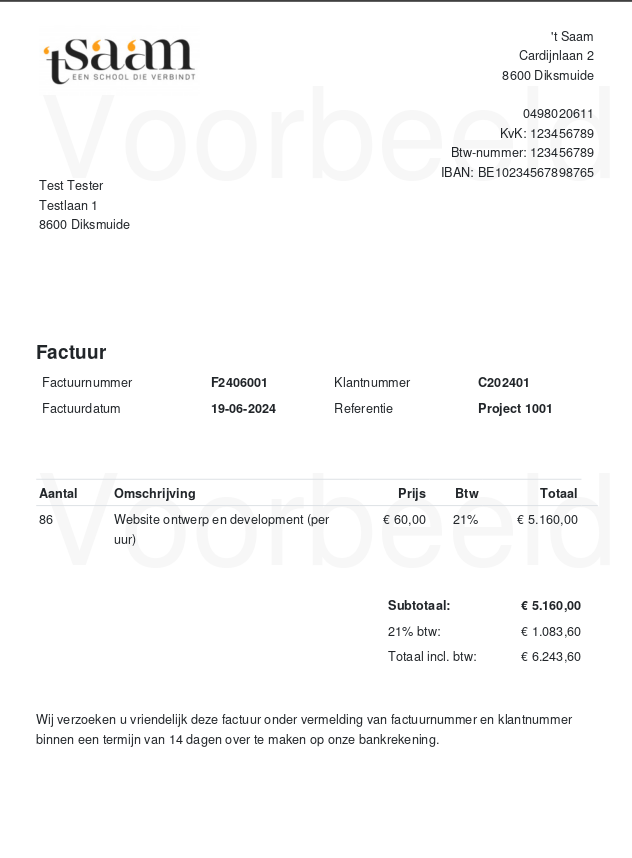 'tsaam
EEN SCHOOL DIE VERBINDT
't Saam
Cardijnlaan 2
8600 Diksmuide
Voorbeeld
0498020611
KvK: 123456789
Btw-nummer: 123456789
IBAN: BE10234567898765
Test Tester
Testlaan 1
8600 Diksmuide
Factuur
Factuurnummer F2406001 Klantnummer C202401
Factuurdatum 19-06-2024 Referentie Project 1001
Voorbeeld
Aantal Omschrijving Prijs Btw Totaal
86 Website ontwerp en development (per € 60,00 21% € 5.160,00
uur)
Subtotaal: € 5.160,00
21% btw: € 1.083,60
Totaal incl. btw: € 6.243,60
Wij verzoeken u vriendelijk deze factuur onder vermelding van factuurnummer en klantnummer
binnen een termijn van 14 dagen over te maken op onze bankrekening.